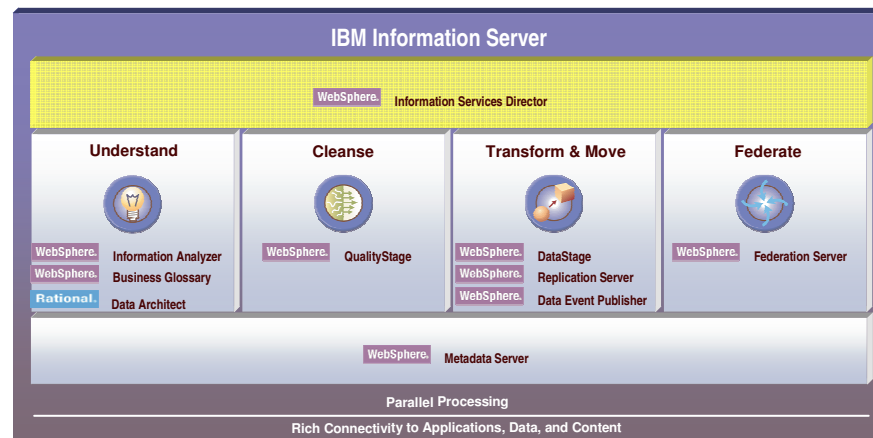 IBM Information Server
WebSphere. Information Services Director
Understand
WebSphere. Information Analyzer
WebSphere. Business Glossary
Rational. Data Architect
Cleanse
WebSphere. QualityStage
Transform & Move
WebSphere. DataStage
WebSphere. Replication Server
WebSphere. Data Event Publisher
Federate
WebSphere. Federation Server
WebSphere. Metadata Server
Parallel Processing
Rich Connectivity to Applications, Data, and Content